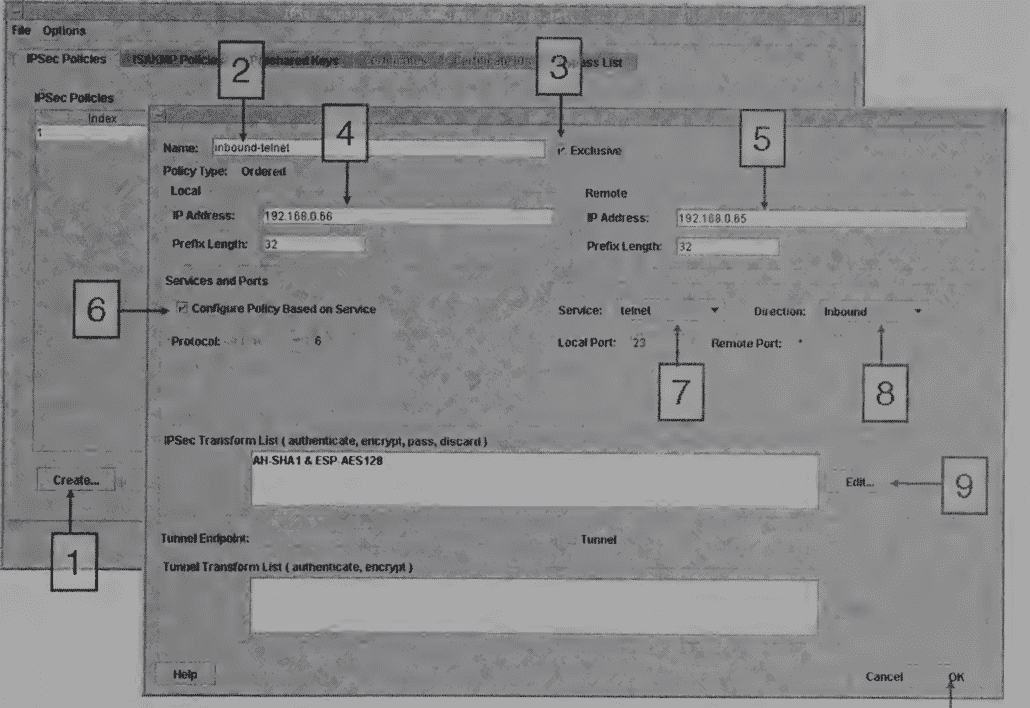 File Options
IPSec Policies ISAKMP Policies Preshared Keys
IPSec Policies
Index
1
Create...
Name: inbound-telnet Exclusive
Policy Type: Ordered
Local Remote
IP Address: 192.168.0.66 IP Address: 192.168.0.65
Prefix Length: 32 Prefix Length: 32
Services and Ports
Configure Policy Based on Service Service: telnet Direction: Inbound
Protocol: 6 Local Port: 23 Remote Port: *
IPSec Transform List ( authenticate, encrypt, pass, discard )
AH-SHA1 & ESP-AES128
Edit...
Tunnel Endpoint: Tunnel
Tunnel Transform List ( authenticate, encrypt )
Help Cancel OK
1
2
3
4
5
6
7
8
9